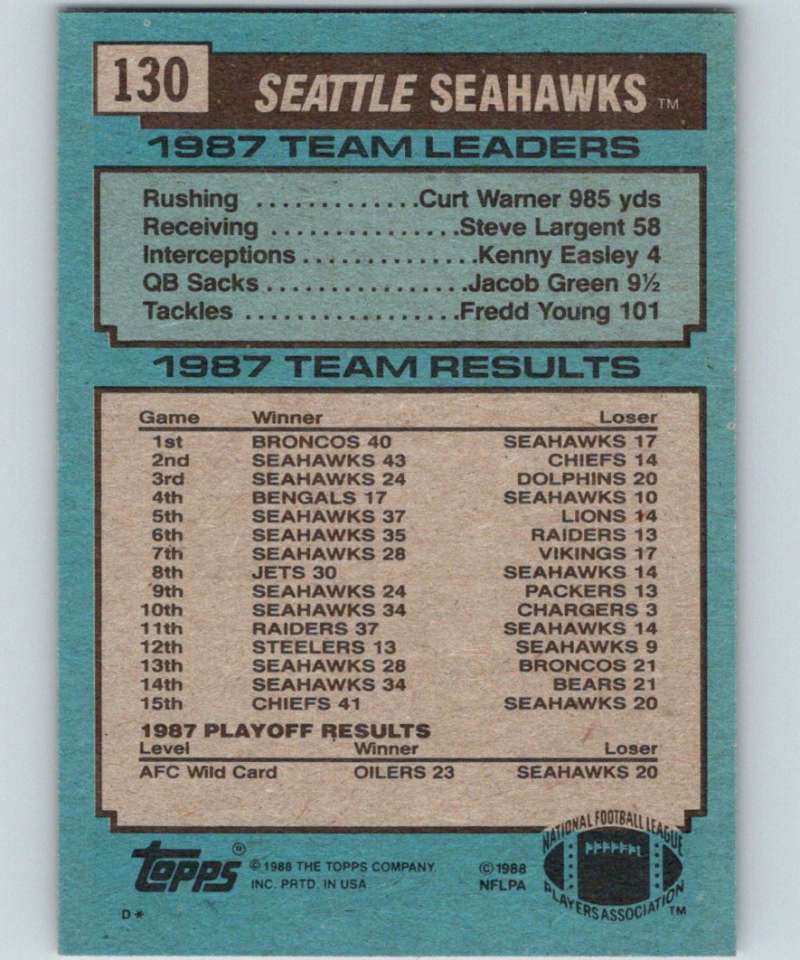 130
SEATTLE SEAHAWKS TM
1987 TEAM LEADERS
Rushing .............Curt Warner 985 yds
Receiving ...............Steve Largent 58
Interceptions ..............Kenny Easley 4
QB Sacks ................Jacob Green 9½
Tackles .................Fredd Young 101
1987 TEAM RESULTS
Game Winner Loser
1st BRONCOS 40 SEAHAWKS 17
2nd SEAHAWKS 43 CHIEFS 14
3rd SEAHAWKS 24 DOLPHINS 20
4th BENGALS 17 SEAHAWKS 10
5th SEAHAWKS 37 LIONS 14
6th SEAHAWKS 35 RAIDERS 13
7th SEAHAWKS 28 VIKINGS 17
8th JETS 30 SEAHAWKS 14
9th SEAHAWKS 24 PACKERS 13
10th SEAHAWKS 34 CHARGERS 3
11th RAIDERS 37 SEAHAWKS 14
12th STEELERS 13 SEAHAWKS 9
13th SEAHAWKS 28 BRONCOS 21
14th SEAHAWKS 34 BEARS 21
15th CHIEFS 41 SEAHAWKS 20
1987 PLAYOFF RESULTS
Level Winner Loser
AFC Wild Card OILERS 23 SEAHAWKS 20
TOPPS ® © 1988 THE TOPPS COMPANY.
INC. PRTD. IN USA
© 1988
NFLPA
NATIONAL FOOTBALL LEAGUE
PLAYERS ASSOCIATION TM
D *